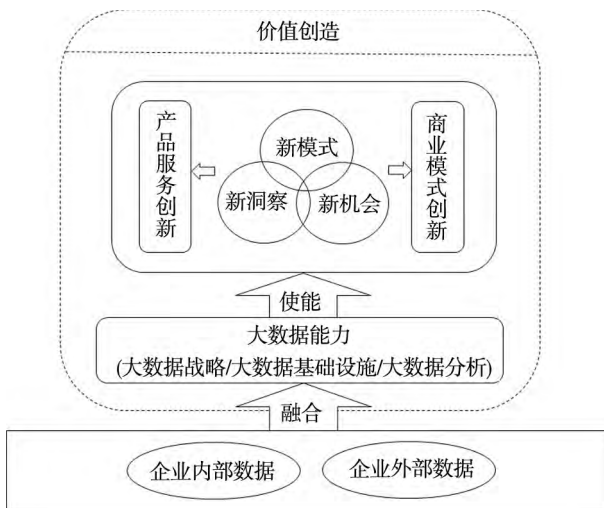 价值创造
产品服务创新
新模式
新洞察
新机会
商业模式创新
使能
大数据能力
(大数据战略/大数据基础设施/大数据分析)
融合
企业内部数据
企业外部数据